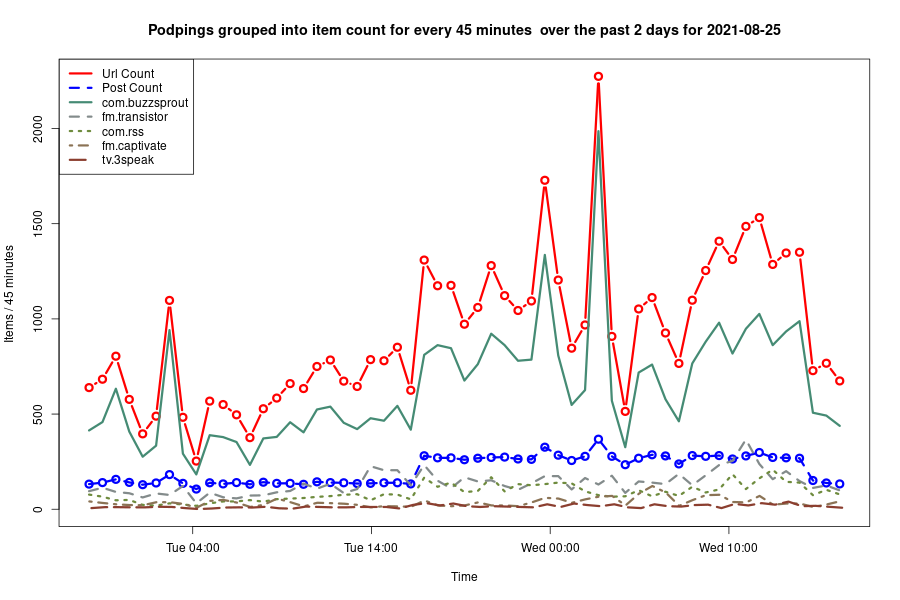 Podpings grouped into item count for every 45 minutes  over the past 2 days for 2021-08-25
Url Count
Post Count
com.buzzsprout
fm.transistor
com.rss
fm.captivate
tv.3speak
Items / 45 minutes
2000
1500
1000
500
0
Tue 04:00
Tue 14:00
Wed 00:00
Wed 10:00
Time